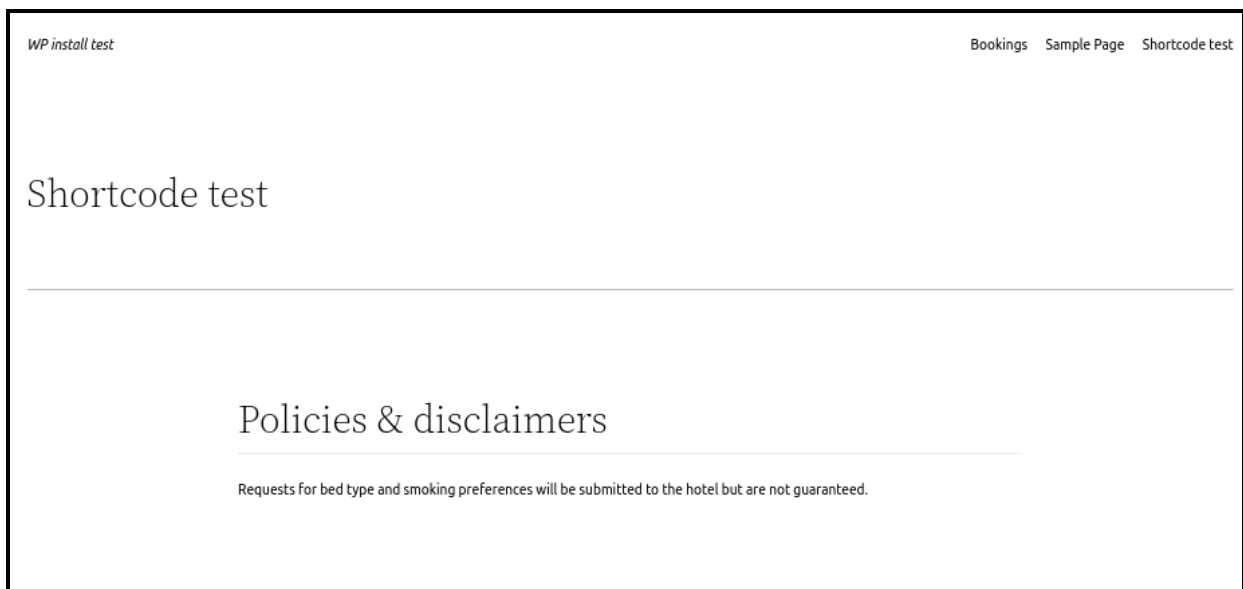 WP install test
Bookings Sample Page Shortcode test
Shortcode test
Policies & disclaimers
Requests for bed type and smoking preferences will be submitted to the hotel but are not guaranteed.